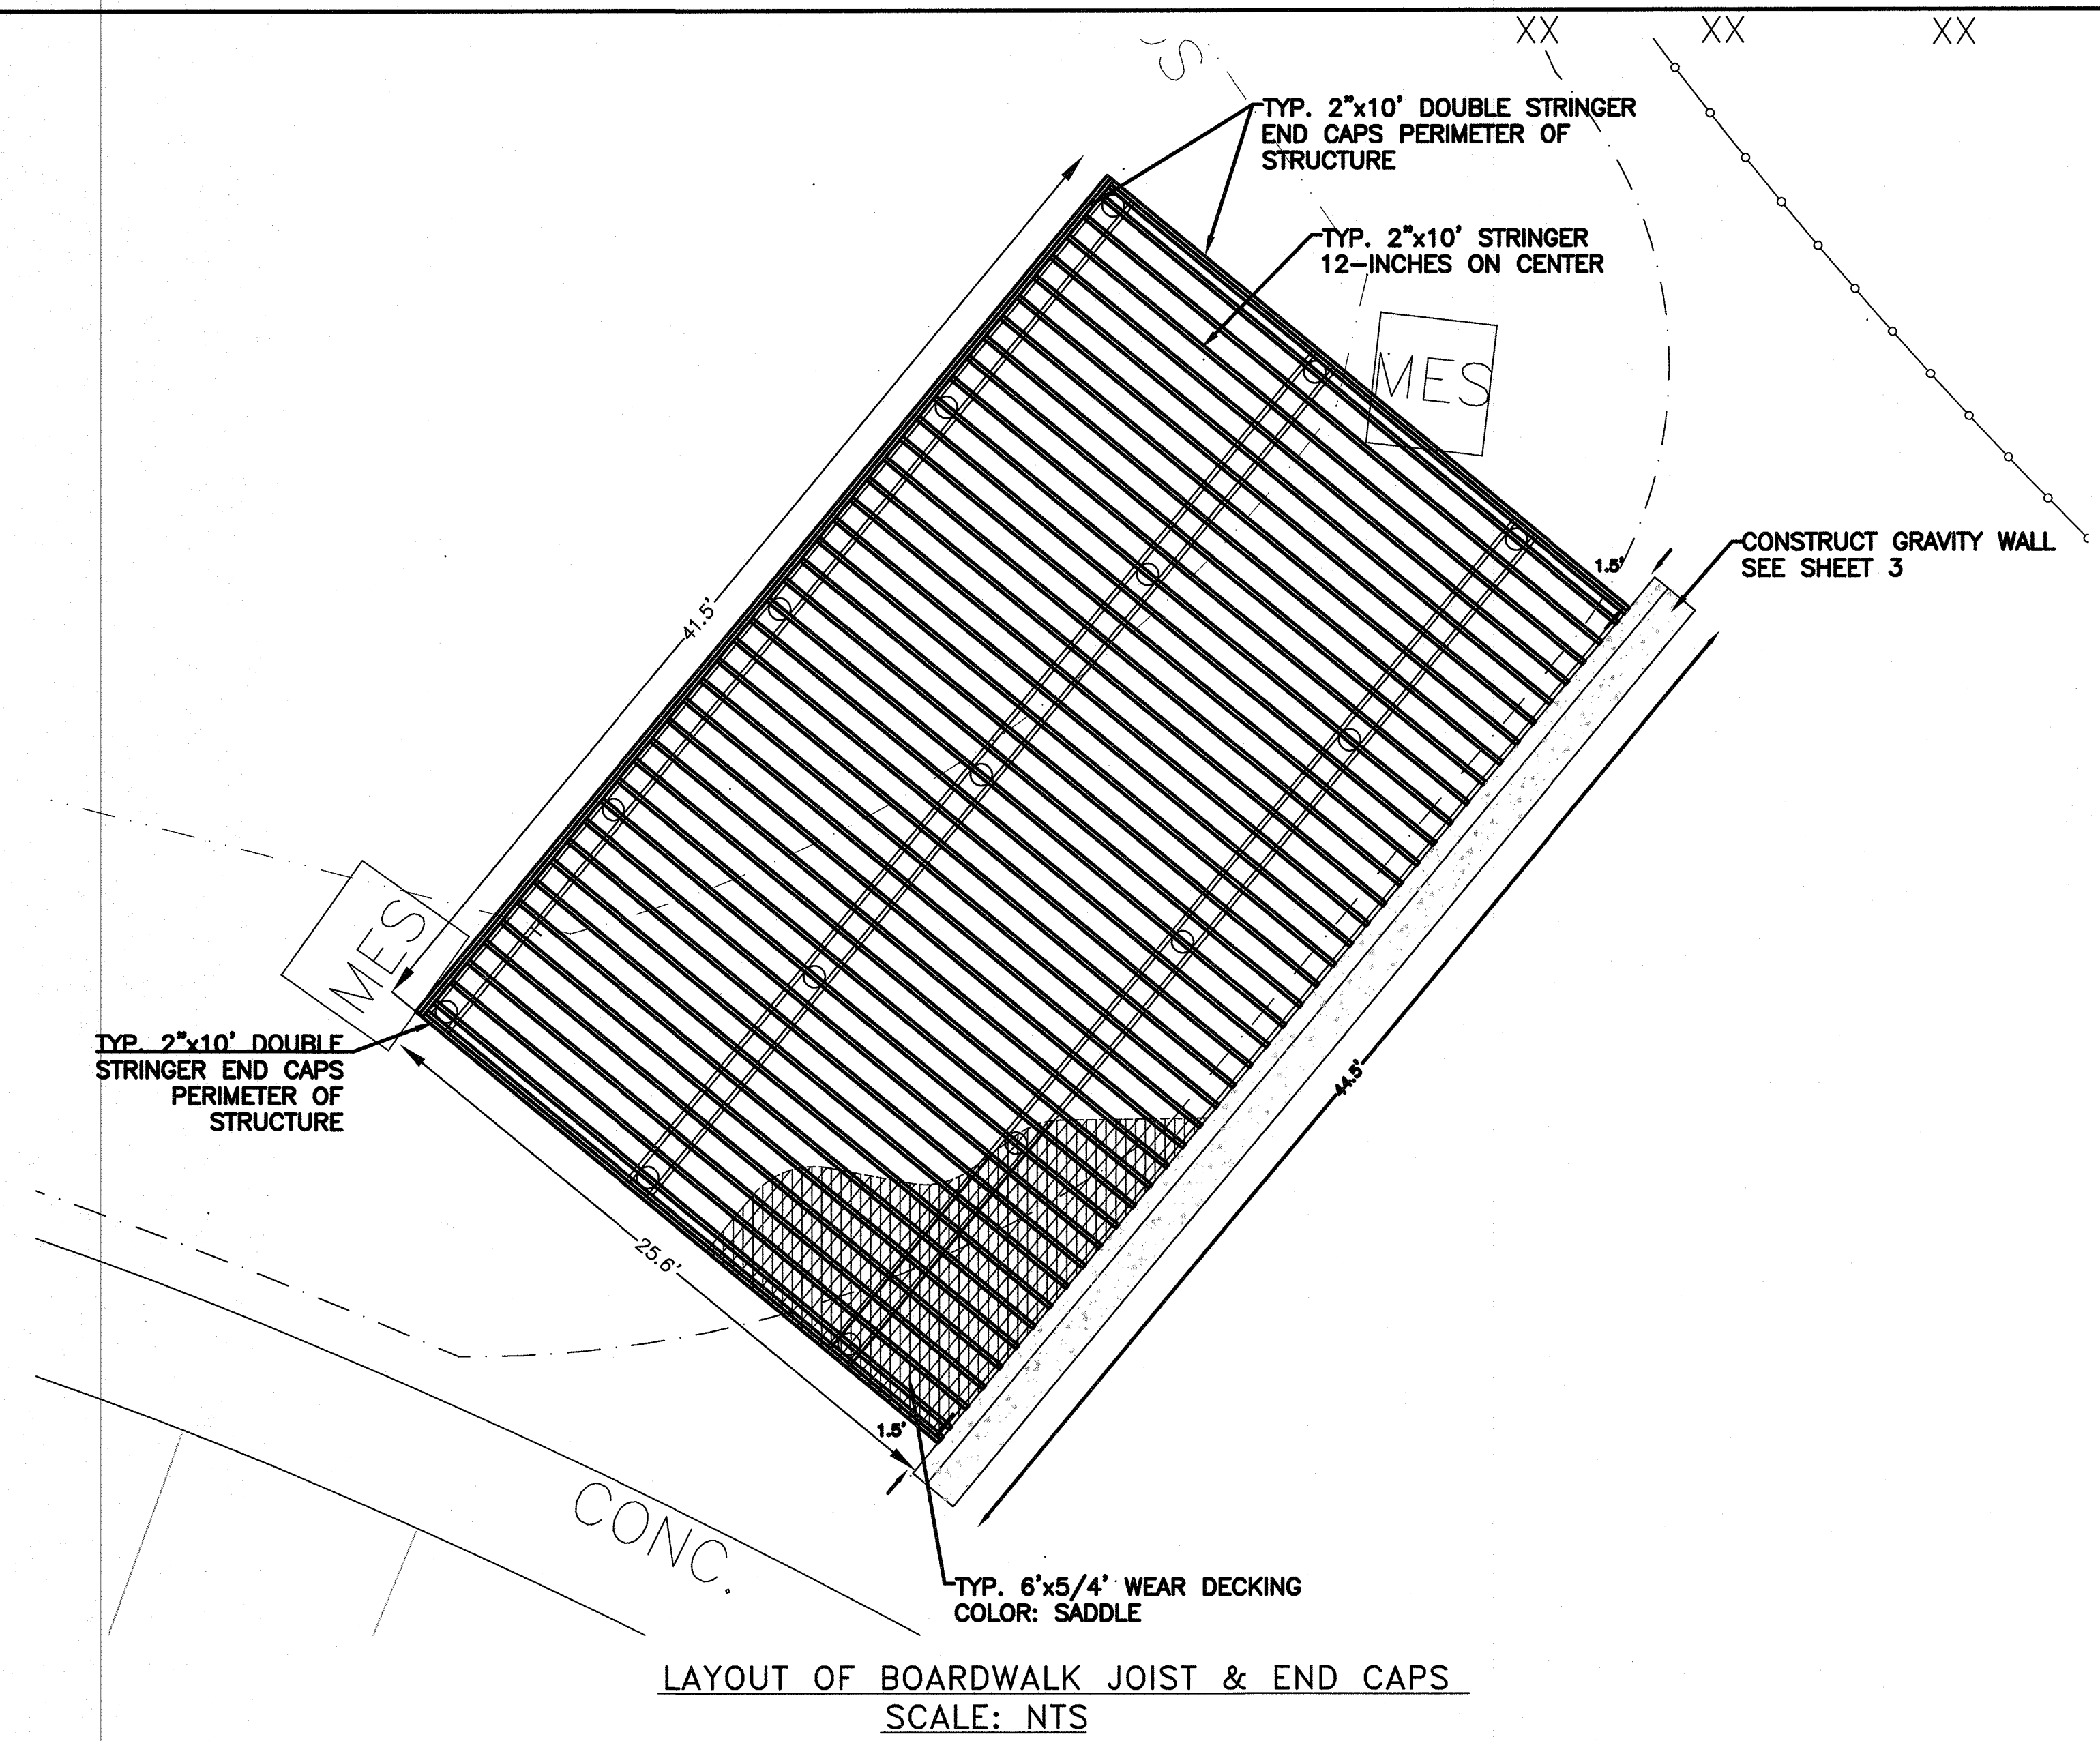 XX XX XX
S
TYP. 2"x10' DOUBLE STRINGER
END CAPS PERIMETER OF
STRUCTURE
TYP. 2"x10' STRINGER
12-INCHES ON CENTER
MES
1.5'
CONSTRUCT GRAVITY WALL
SEE SHEET 3
41.5'
MES
TYP. 2"x10' DOUBLE
STRINGER END CAPS
PERIMETER OF
STRUCTURE
44.5'
25.6'
1.5'
CONC.
TYP. 6'x5/4' WEAR DECKING
COLOR: SADDLE
LAYOUT OF BOARDWALK JOIST & END CAPS
SCALE: NTS